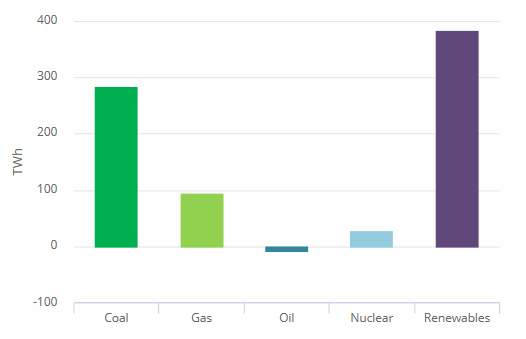 400
300
200
100
0
-100
TWh
Coal
Gas
Oil
Nuclear
Renewables